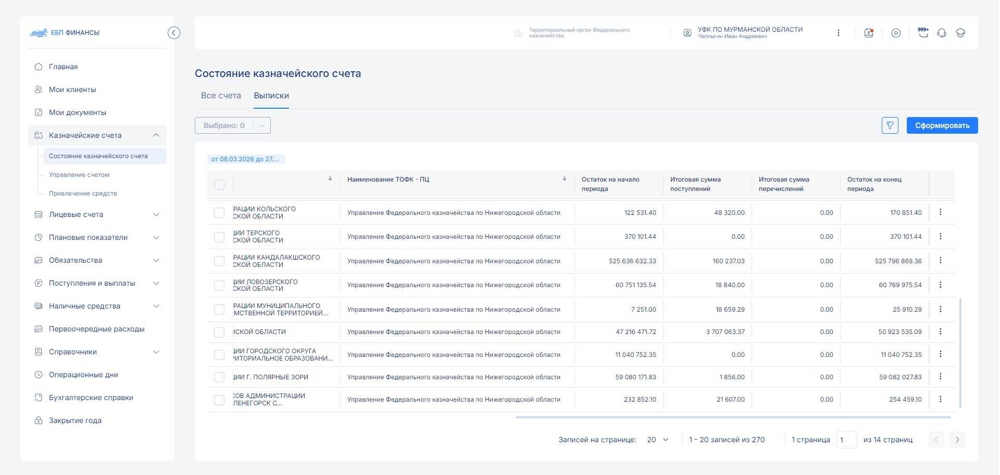 ЕБП ФИНАНСЫ
Главная
Мои клиенты
Мои документы
Казначейские счета
Состояние казначейского счета
Управление счетом
Привлечение средств
Лицевые счета
Плановые показатели
Обязательства
Поступления и выплаты
Наличные средства
Первоочередные расходы
Справочники
Операционные дни
Бухгалтерские справки
Закрытие года
Территориальный орган Федерального
казначейства
УФК ПО МУРМАНСКОЙ ОБЛАСТИ
Чаплыгин Иван Андреевич
999+
Состояние казначейского счета
Все счета Выписки
Выбрано: 0
Сформировать
от 08.03.2026 до 27....
Наименование ТОФК - ПЦ
Остаток на начало
периода
Итоговая сумма
поступлений
Итоговая сумма
перечислений
Остаток на конец
периода
РАЦИИ КОЛЬСКОГО
СКОЙ ОБЛАСТИ
Управление Федерального казначейства по Нижегородской области 122 531.40 48 320.00 0.00 170 851.40
ЦИИ ТЕРСКОГО
СКОЙ ОБЛАСТИ
Управление Федерального казначейства по Нижегородской области 370 101.44 0.00 0.00 370 101.44
РАЦИИ КАНДАЛАКШСКОГО
СКОЙ ОБЛАСТИ
Управление Федерального казначейства по Нижегородской области 525 636 632.33 160 237.03 0.00 525 796 869.36
ЦИИ ЛОВОЗЕРСКОГО
СКОЙ ОБЛАСТИ
Управление Федерального казначейства по Нижегородской области 60 751 135.54 18 840.00 0.00 60 769 975.54
РАЦИИ МУНИЦИПАЛЬНОГО
МСТВЕННОЙ ТЕРРИТОРИЕЙ...
Управление Федерального казначейства по Нижегородской области 7 251.00 18 659.29 0.00 25 910.29
НСКОЙ ОБЛАСТИ
Управление Федерального казначейства по Нижегородской области 47 216 471.72 3 707 063.37 0.00 50 923 535.09
ЦИИ ГОРОДСКОГО ОКРУГА
РИТОРИАЛЬНОЕ ОБРАЗОВАНИ...
Управление Федерального казначейства по Нижегородской области 11 040 752.35 0.00 0.00 11 040 752.35
ЦИИ Г. ПОЛЯРНЫЕ ЗОРИ
Управление Федерального казначейства по Нижегородской области 59 080 171.83 1 856.00 0.00 59 082 027.83
СОВ АДМИНИСТРАЦИИ
ЛЕНЕГОРСК С...
Управление Федерального казначейства по Нижегородской области 232 852.10 21 607.00 0.00 254 459.10
Записей на странице: 20 1 - 20 записей из 270 1 страница 1 из 14 страниц